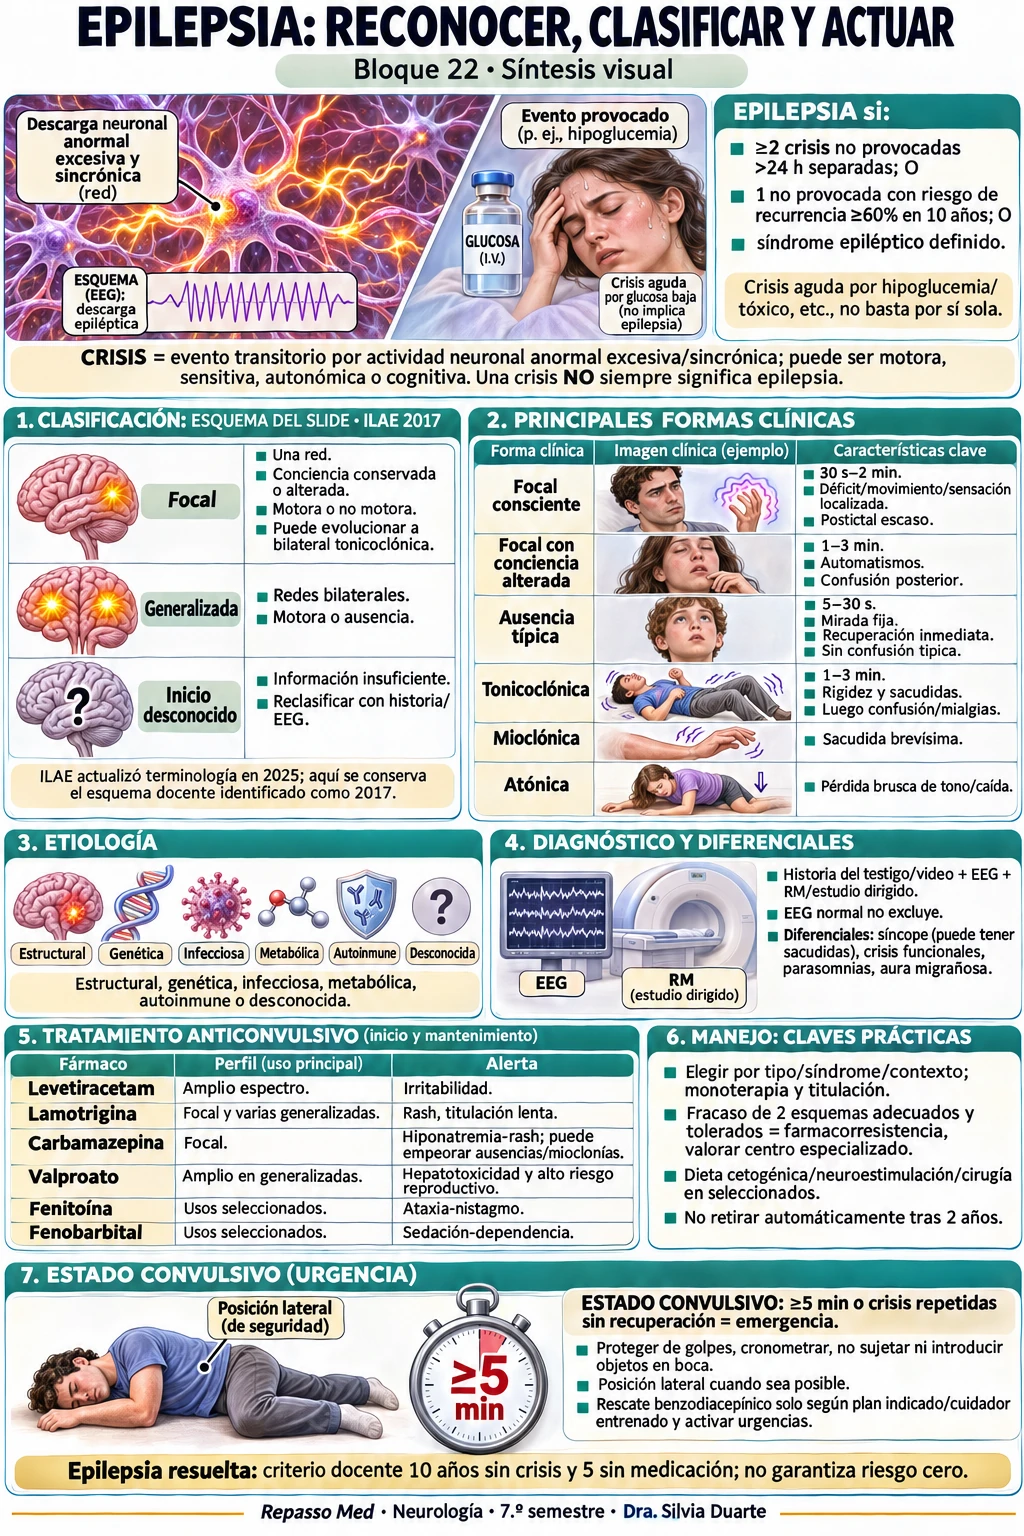 EPILEPSIA: RECONOCER, CLASIFICAR Y ACTUAR
Bloque 22 • Síntesis visual
Descarga neuronal
anormal
excesiva y
sincrónica
(red)
ESQUEMA
(EEG):
descarga
epiléptica
Evento provocado
(p. ej., hipoglucemia)
GLUCOSA
(I.V.)
Crisis aguda
por glucosa baja
(no implica
epilepsia)
EPILEPSIA si:
≥2 crisis no provocadas
>24 h separadas; O
1 no provocada con riesgo de
recurrencia ≥60% en 10 años; O
síndrome epiléptico definido.
Crisis aguda por hipoglucemia/
tóxico, etc., no basta por sí sola.
CRISIS = evento transitorio por actividad neuronal anormal excesiva/sincrónica; puede ser motora,
sensitiva, autonómica o cognitiva. Una crisis NO siempre significa epilepsia.
1. CLASIFICACIÓN: ESQUEMA DEL SLIDE • ILAE 2017
Focal
Una red.
Conciencia conservada
o alterada.
Motora o no motora.
Puede evolucionar a
bilateral tonicoclónica.
Generalizada
Redes bilaterales.
Motora o ausencia.
?
Inicio
desconocido
Información insuficiente.
Reclasificar con historia/
EEG.
ILAE actualizó terminología en 2025; aquí se conserva
el esquema docente identificado como 2017.
2. PRINCIPALES FORMAS CLÍNICAS
Forma clínica Imagen clínica (ejemplo) Características clave
Focal
consciente
30 s–2 min.
Déficit/movimiento/sensación
localizada.
Postictal escaso.
Focal con
conciencia
alterada
1–3 min.
Automatismos.
Confusión posterior.
Ausencia
típica
5–30 s.
Mirada fija.
Recuperación inmediata.
Sin confusión tipica.
Tonicoclónica
1–3 min.
Rigidez y sacudidas.
Luego confusión/mialgias.
Mioclónica
Sacudida brevísima.
Atónica
Pérdida brusca de tono/caída.
3. ETIOLOGÍA
?
Estructural Genética Infecciosa Metabólica Autoinmune Desconocida
Estructural, genética, infecciosa, metabólica,
autoinmune o desconocida.
4. DIAGNÓSTICO Y DIFERENCIALES
EEG
RM
(estudio dirigido)
Historia del testigo/video + EEG +
RM/estudio dirigido.
EEG normal no excluye.
Diferenciales: síncope (puede tener
sacudidas), crisis funcionales,
parasomnias, aura migrañosa.
5. TRATAMIENTO ANTICONVULSIVO (inicio y mantenimiento)
Fármaco Perfil (uso principal) Alerta
Levetiracetam Amplio espectro. Irritabilidad.
Lamotrigina Focal y varias generalizadas. Rash, titulación lenta.
Carbamazepina Focal. Hiponatremia-rash; puede
empeorar ausencias/mioclonías.
Valproato Amplio en generalizadas. Hepatotoxicidad y alto riesgo
reproductivo.
Fenitoína Usos seleccionados. Ataxia-nistagmo.
Fenobarbital Usos seleccionados. Sedación-dependencia.
6. MANEJO: CLAVES PRÁCTICAS
Elegir por tipo/síndrome/contexto;
monoterapia y titulación.
Fracaso de 2 esquemas adecuados y
tolerados = farmacorresistencia,
valorar centro especializado.
Dieta cetogénica/neuroestimulación/cirugía
en seleccionados.
No retirar automáticamente tras 2 años.
7. ESTADO CONVULSIVO (URGENCIA)
Posición lateral
(de seguridad)
≥5
min
ESTADO CONVULSIVO: ≥5 min o crisis repetidas
sin recuperación = emergencia.
Proteger de golpes, cronometrar, no sujetar ni introducir
objetos en boca.
Posición lateral cuando sea posible.
Rescate benzodiacepínico solo según plan indicado/cuidador
entrenado y activar urgencias.
Epilepsia resuelta: criterio docente 10 años sin crisis y 5 sin medicación; no garantiza riesgo cero.
Repasso Med • Neurología • 7.º semestre • Dra. Silvia Duarte